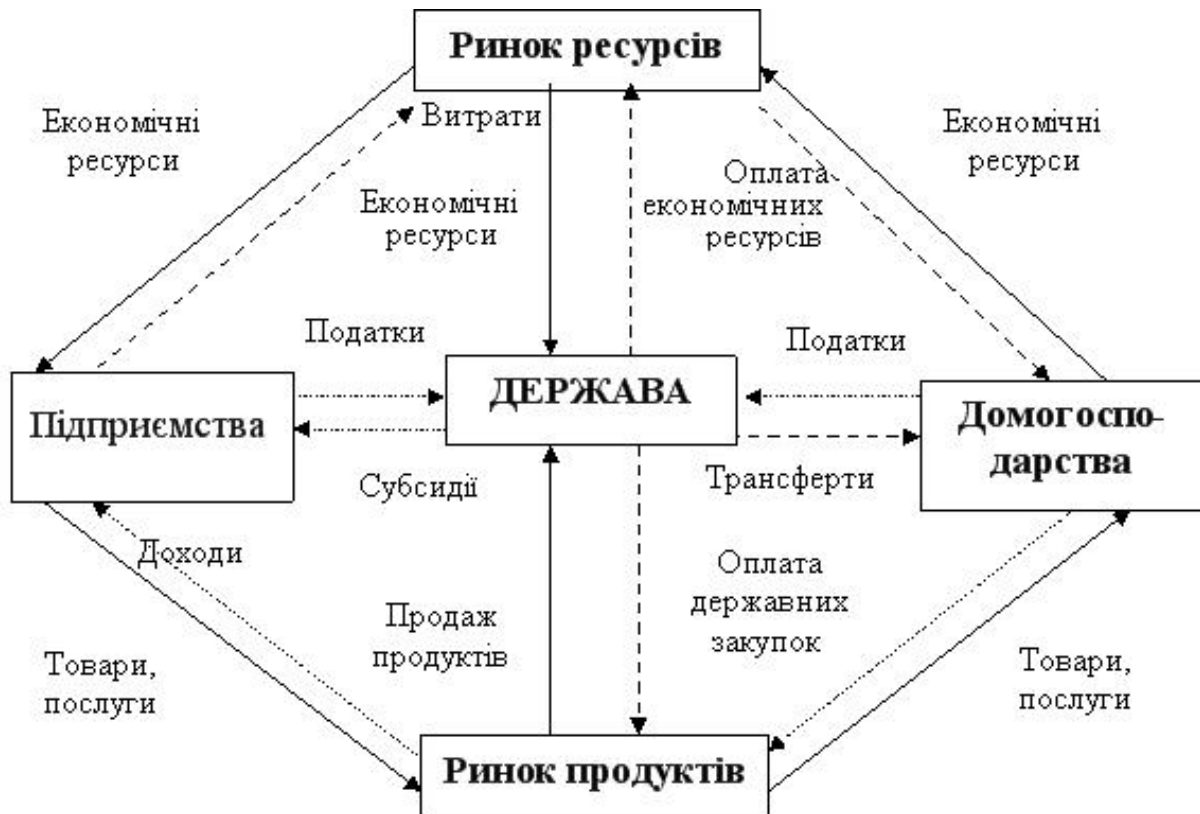 Ринок ресурсів
Економічні
ресурси
Витрати
Економічні
ресурси
Оплата
економічних
ресурсів
Економічні
ресурси
Податки
Податки
Підприємства
ДЕРЖАВА
Домогоспо-
дарства
Субсидії
Трансферти
Доходи
Продаж
продуктів
Оплата
державних
закупок
Товари,
послуги
Товари,
послуги
Ринок продуктів